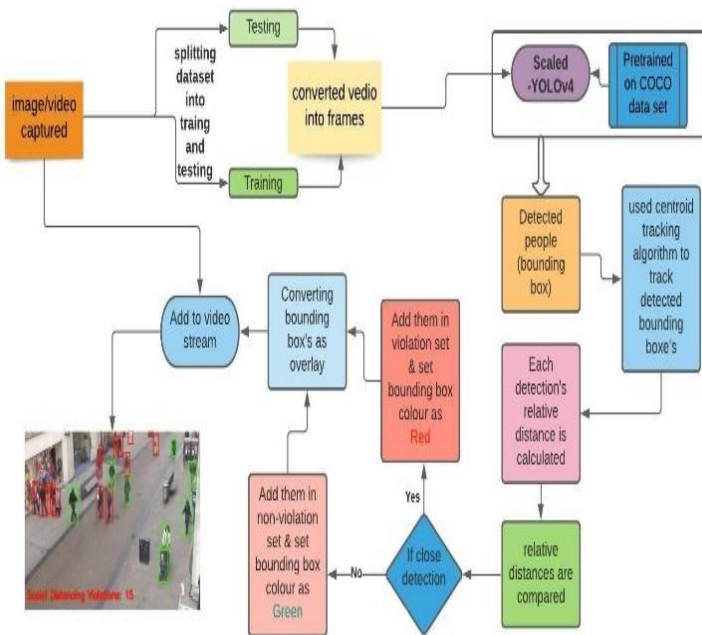 image/video
captured
splitting
dataset
into
traing
and
testing
Testing
Training
converted vedio
into frames
Scaled
-YOLOv4
Pretrained
on COCO
data set
Detected
people
(bounding
box)
used centroid
tracking
algorithm to
track
detected
bounding
boxe's
Each
detection's
relative
distance is
calculated
relative
distances are
compared
If close
detection
Yes
No
Add them in
violation set
& set
bounding box
colour as
Red
Add them in
non-violation
set & set
bounding box
colour as
Green
Converting
bounding
box's as
overlay
Add to video
stream
Social Distancing Violations: 15